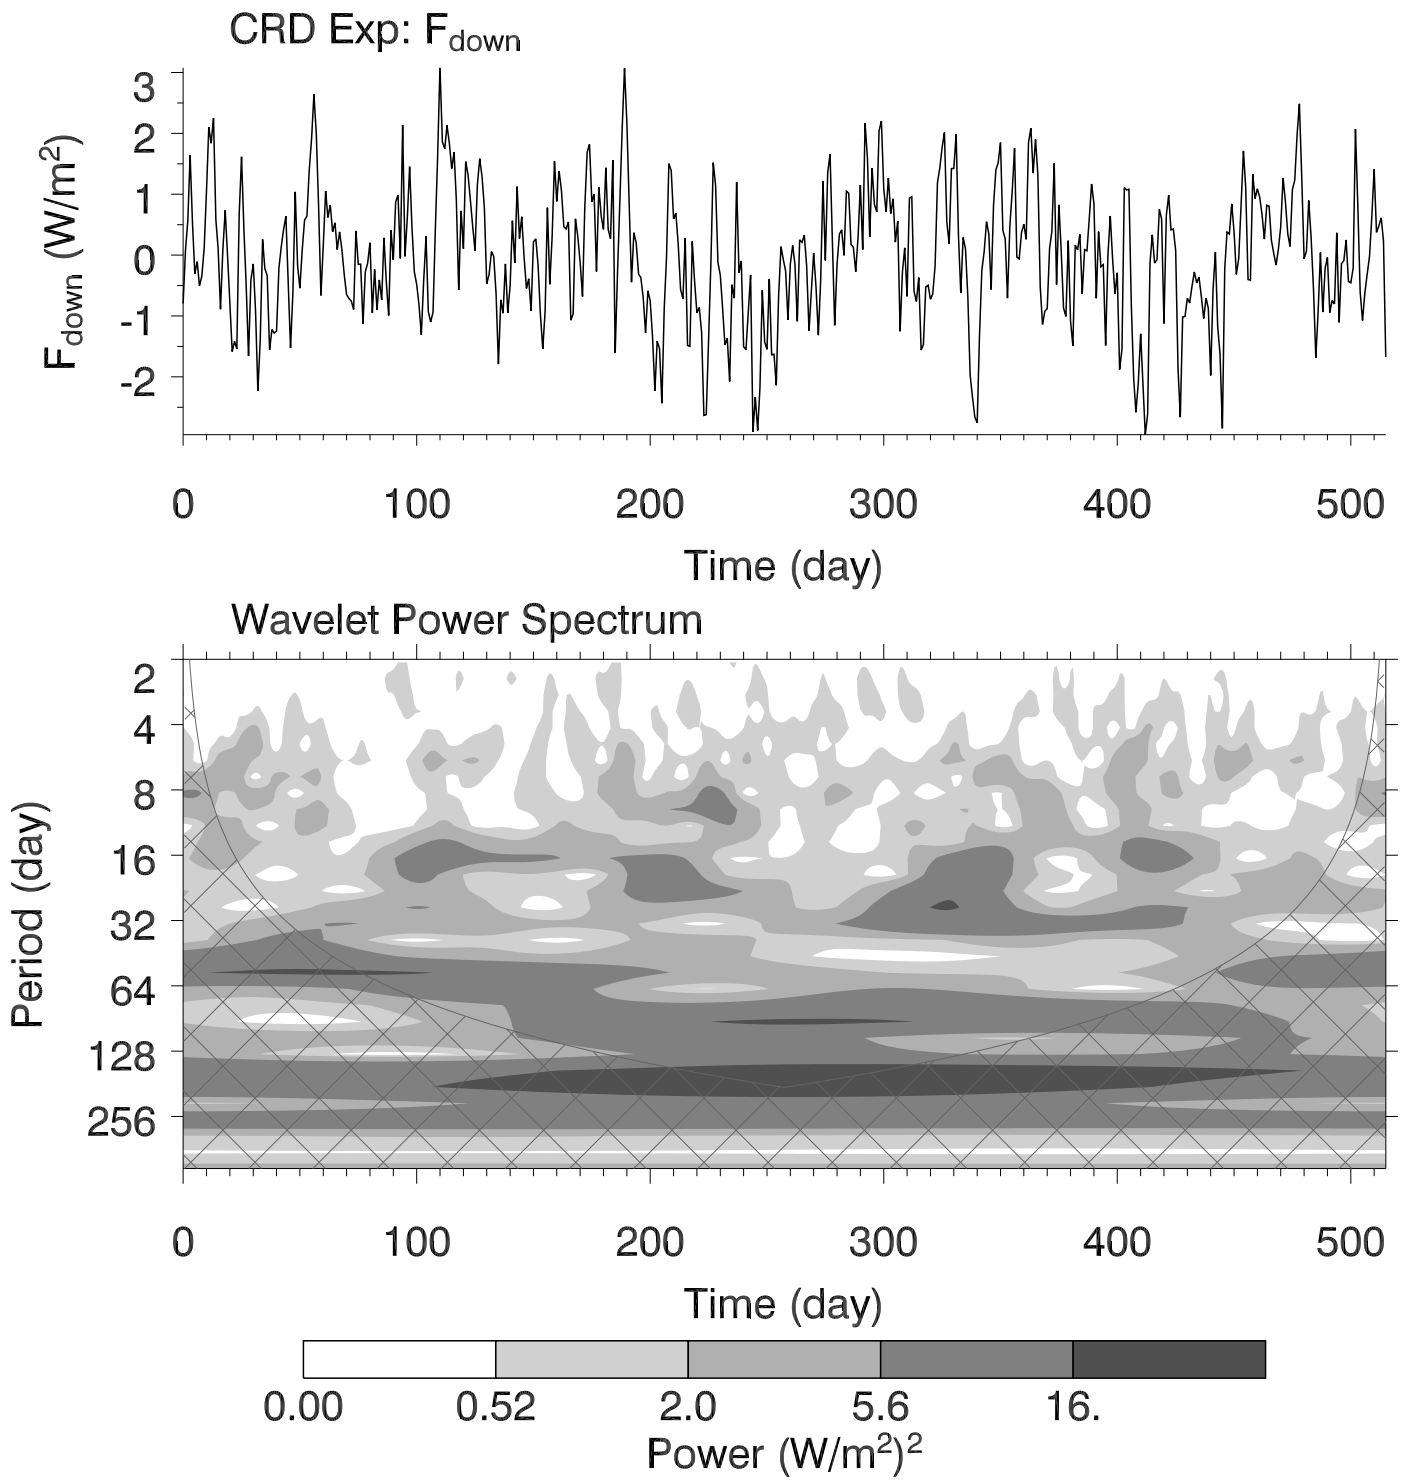 CRD Exp: Fdown
Fdown (W/m²)
3
2
1
0
-1
-2
0 100 200 300 400 500
Time (day)
Wavelet Power Spectrum
Period (day)
2
4
8
16
32
64
128
256
0 100 200 300 400 500
Time (day)
0.00 0.52 2.0 5.6 16.
Power (W/m²)²